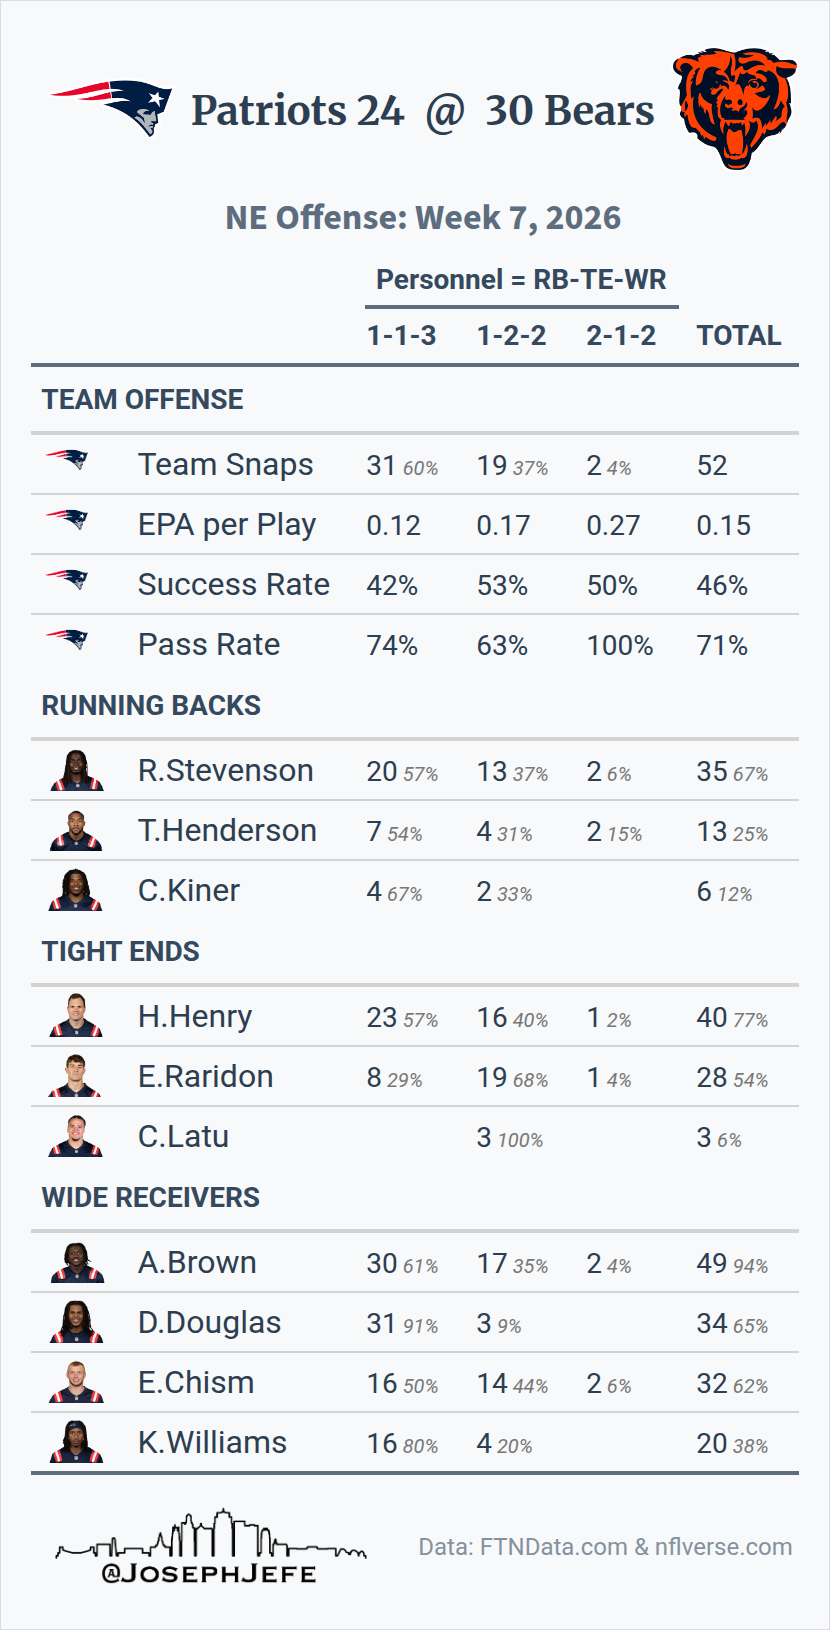 Patriots 24 @ 30 Bears
NE Offense: Week 7, 2026
Personnel = RB-TE-WR
1-1-3 1-2-2 2-1-2 TOTAL
TEAM OFFENSE
Team Snaps 31 60% 19 37% 2 4% 52
EPA per Play 0.12 0.17 0.27 0.15
Success Rate 42% 53% 50% 46%
Pass Rate 74% 63% 100% 71%
RUNNING BACKS
R.Stevenson 20 57% 13 37% 2 6% 35 67%
T.Henderson 7 54% 4 31% 2 15% 13 25%
C.Kiner 4 67% 2 33% 6 12%
TIGHT ENDS
H.Henry 23 57% 16 40% 1 2% 40 77%
E.Raridon 8 29% 19 68% 1 4% 28 54%
C.Latu 3 100% 3 6%
WIDE RECEIVERS
A.Brown 30 61% 17 35% 2 4% 49 94%
D.Douglas 31 91% 3 9% 34 65%
E.Chism 16 50% 14 44% 2 6% 32 62%
K.Williams 16 80% 4 20% 20 38%
@JOSEPHJEFE
Data: FTNData.com & nflverse.com